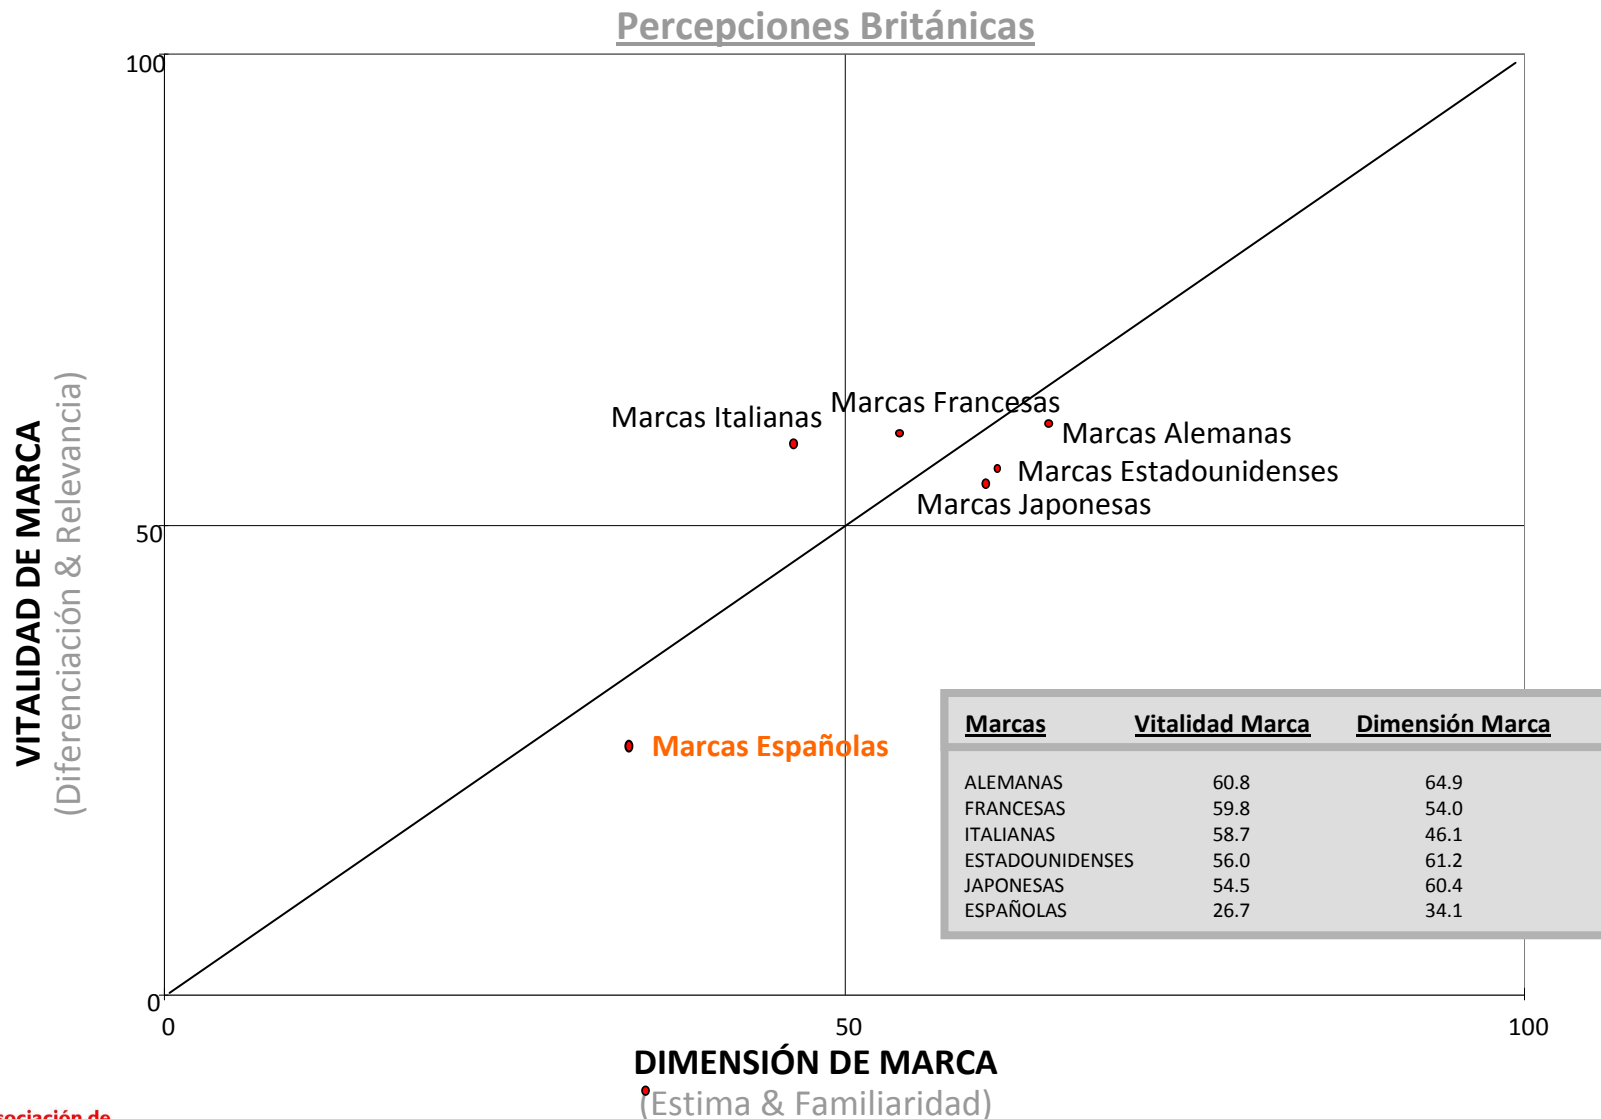 Percepciones Británicas
100
Marcas Francesas
Marcas Italianas
Marcas Alemanas
Marcas Estadounidenses
Marcas Japonesas
VITALIDAD DE MARCA
(Diferenciación & Relevancia)
50
Marcas Españolas
Marcas Vitalidad Marca Dimensión Marca
ALEMANAS 60.8 64.9
FRANCESAS 59.8 54.0
ITALIANAS 58.7 46.1
ESTADOUNIDENSES 56.0 61.2
JAPONESAS 54.5 60.4
ESPAÑOLAS 26.7 34.1
0
0 50 100
DIMENSIÓN DE MARCA
(Estima & Familiaridad)
sociación de